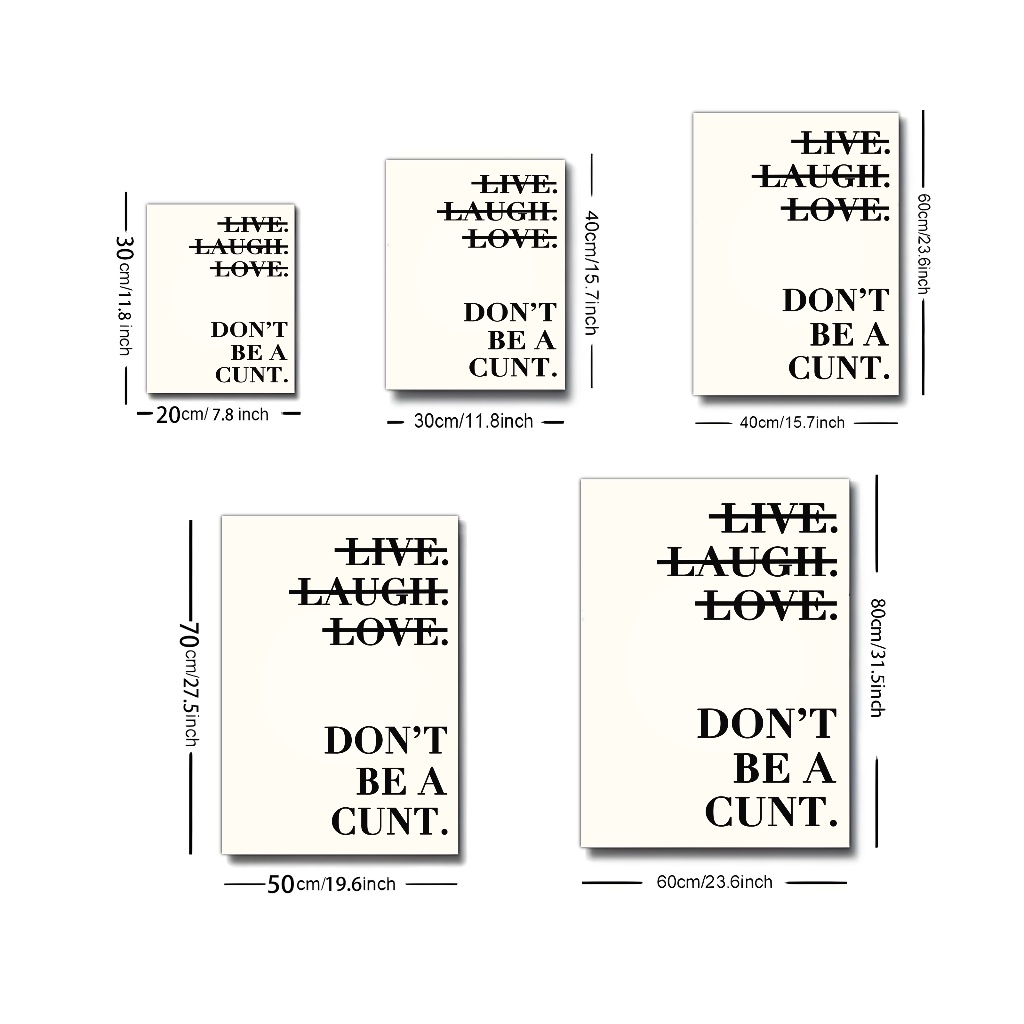 LIVE.
LAUGH.
LOVE.
DON'T
BE A
CUNT.
30cm/11.8 inch
20cm/ 7.8 inch
LIVE.
LAUGH.
LOVE.
DON'T
BE A
CUNT.
40cm/15.7inch
30cm/11.8inch
LIVE.
LAUGH.
LOVE.
DON'T
BE A
CUNT.
60cm/23.6inch
40cm/15.7inch
LIVE.
LAUGH.
LOVE.
DON'T
BE A
CUNT.
70cm/27.5inch
50cm/19.6inch
LIVE.
LAUGH.
LOVE.
DON'T
BE A
CUNT.
80cm/31.5inch
60cm/23.6inch